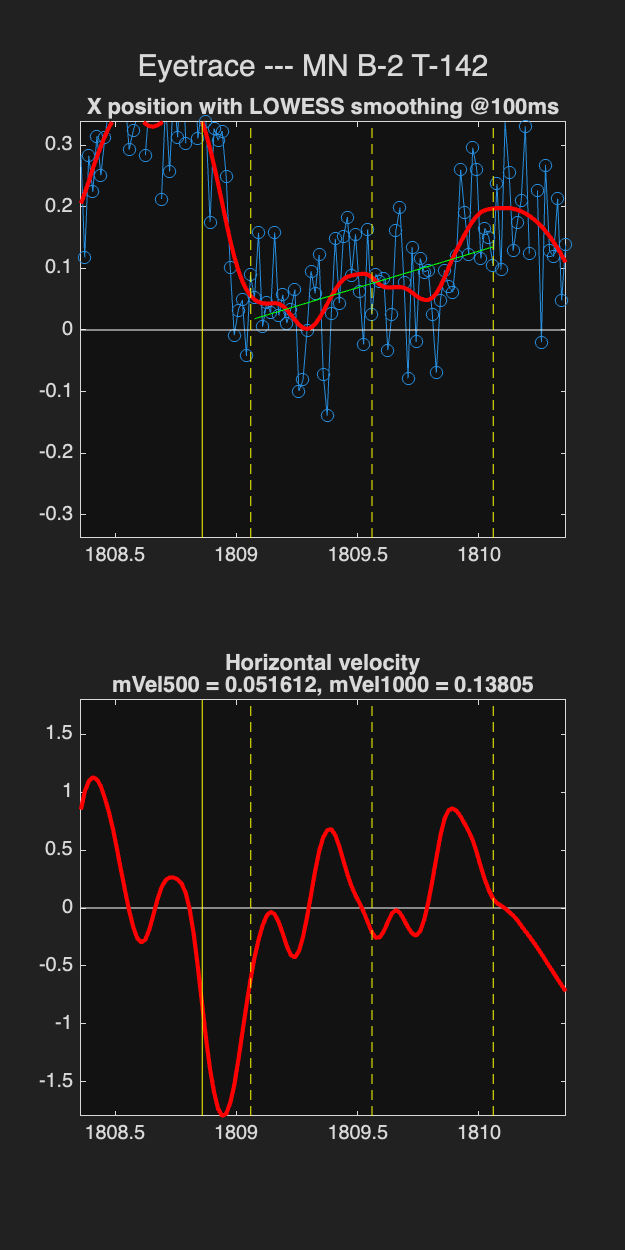 Eyetrace --- MN B-2 T-142
X position with LOWESS smoothing @100ms
0.3
0.2
0.1
0
-0.1
-0.2
-0.3
1808.5 1809 1809.5 1810
Horizontal velocity
mVel500 = 0.051612, mVel1000 = 0.13805
1.5
1
0.5
0
-0.5
-1
-1.5
1808.5 1809 1809.5 1810